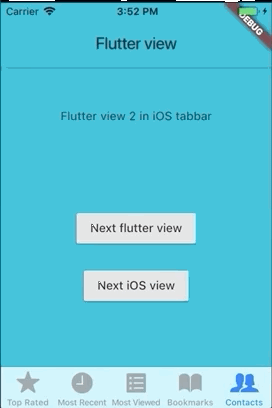 Carrier 3:52 PM
DEBUG
Flutter view
Flutter view 2 in iOS tabbar
Next flutter view
Next iOS view
Top Rated Most Recent Most Viewed Bookmarks Contacts